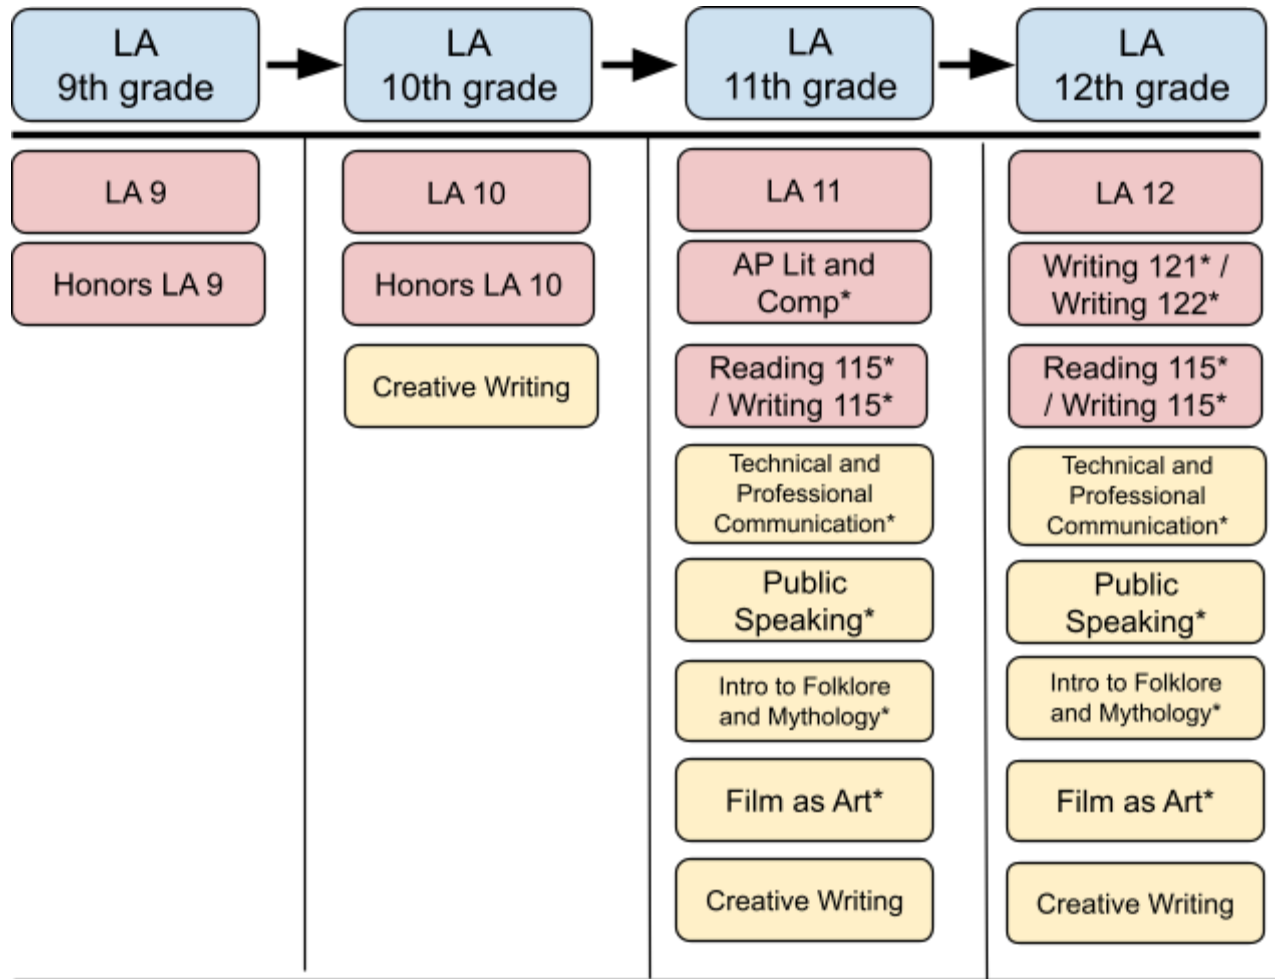 LA
9th grade
LA
10th grade
LA
11th grade
LA
12th grade
LA 9
Honors LA 9
LA 10
Honors LA 10
Creative Writing
LA 11
AP Lit and
Comp*
Reading 115*
/ Writing 115*
Technical and
Professional
Communication*
Public
Speaking*
Intro to Folklore
and Mythology*
Film as Art*
Creative Writing
LA 12
Writing 121* /
Writing 122*
Reading 115*
/ Writing 115*
Technical and
Professional
Communication*
Public
Speaking*
Intro to Folklore
and Mythology*
Film as Art*
Creative Writing